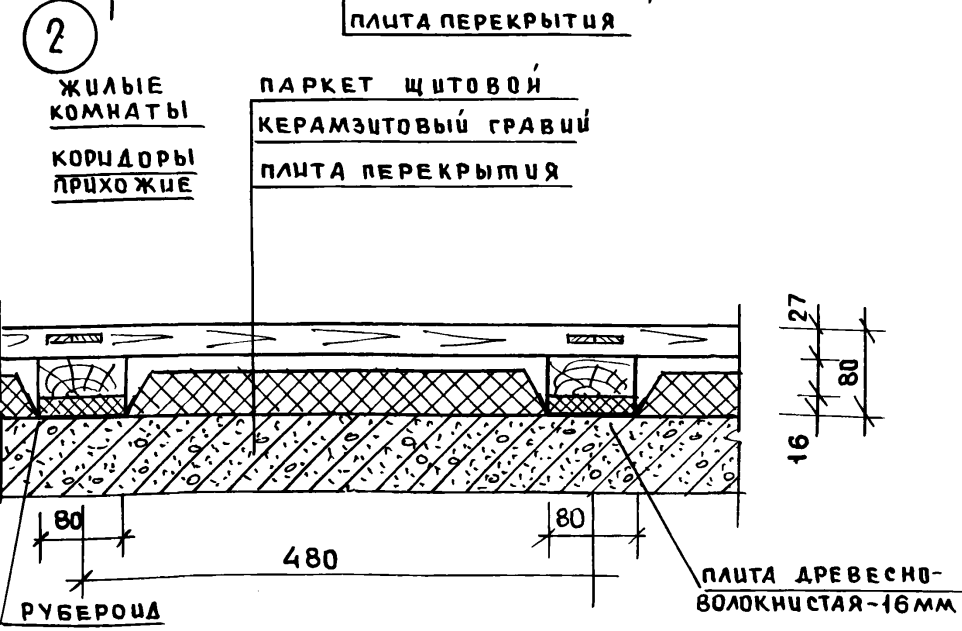 ПЛИТА ПЕРЕКРЫТИЯ
2
ЖИЛЫЕ
КОМНАТЫ
КОРИДОРЫ
ПРИХОЖИЕ
ПАРКЕТ ЩИТОВОЙ
КЕРАМЗИТОВЫЙ ГРАВИЙ
ПЛИТА ПЕРЕКРЫТИЯ
27
80
16
80
80
480
РУБЕРОИД
ПЛИТА ДРЕВЕСНО-
ВОЛОКНИСТАЯ-16ММ